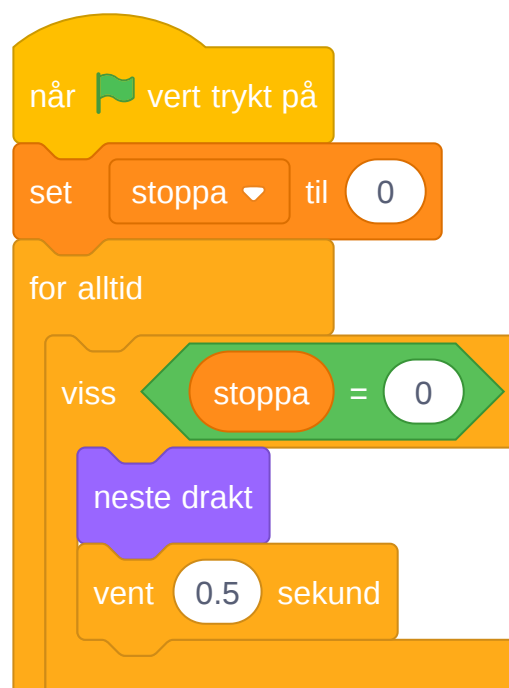 når vert trykt på
set stoppa til 0
for alltid
viss stoppa = 0
neste drakt
vent 0.5 sekund